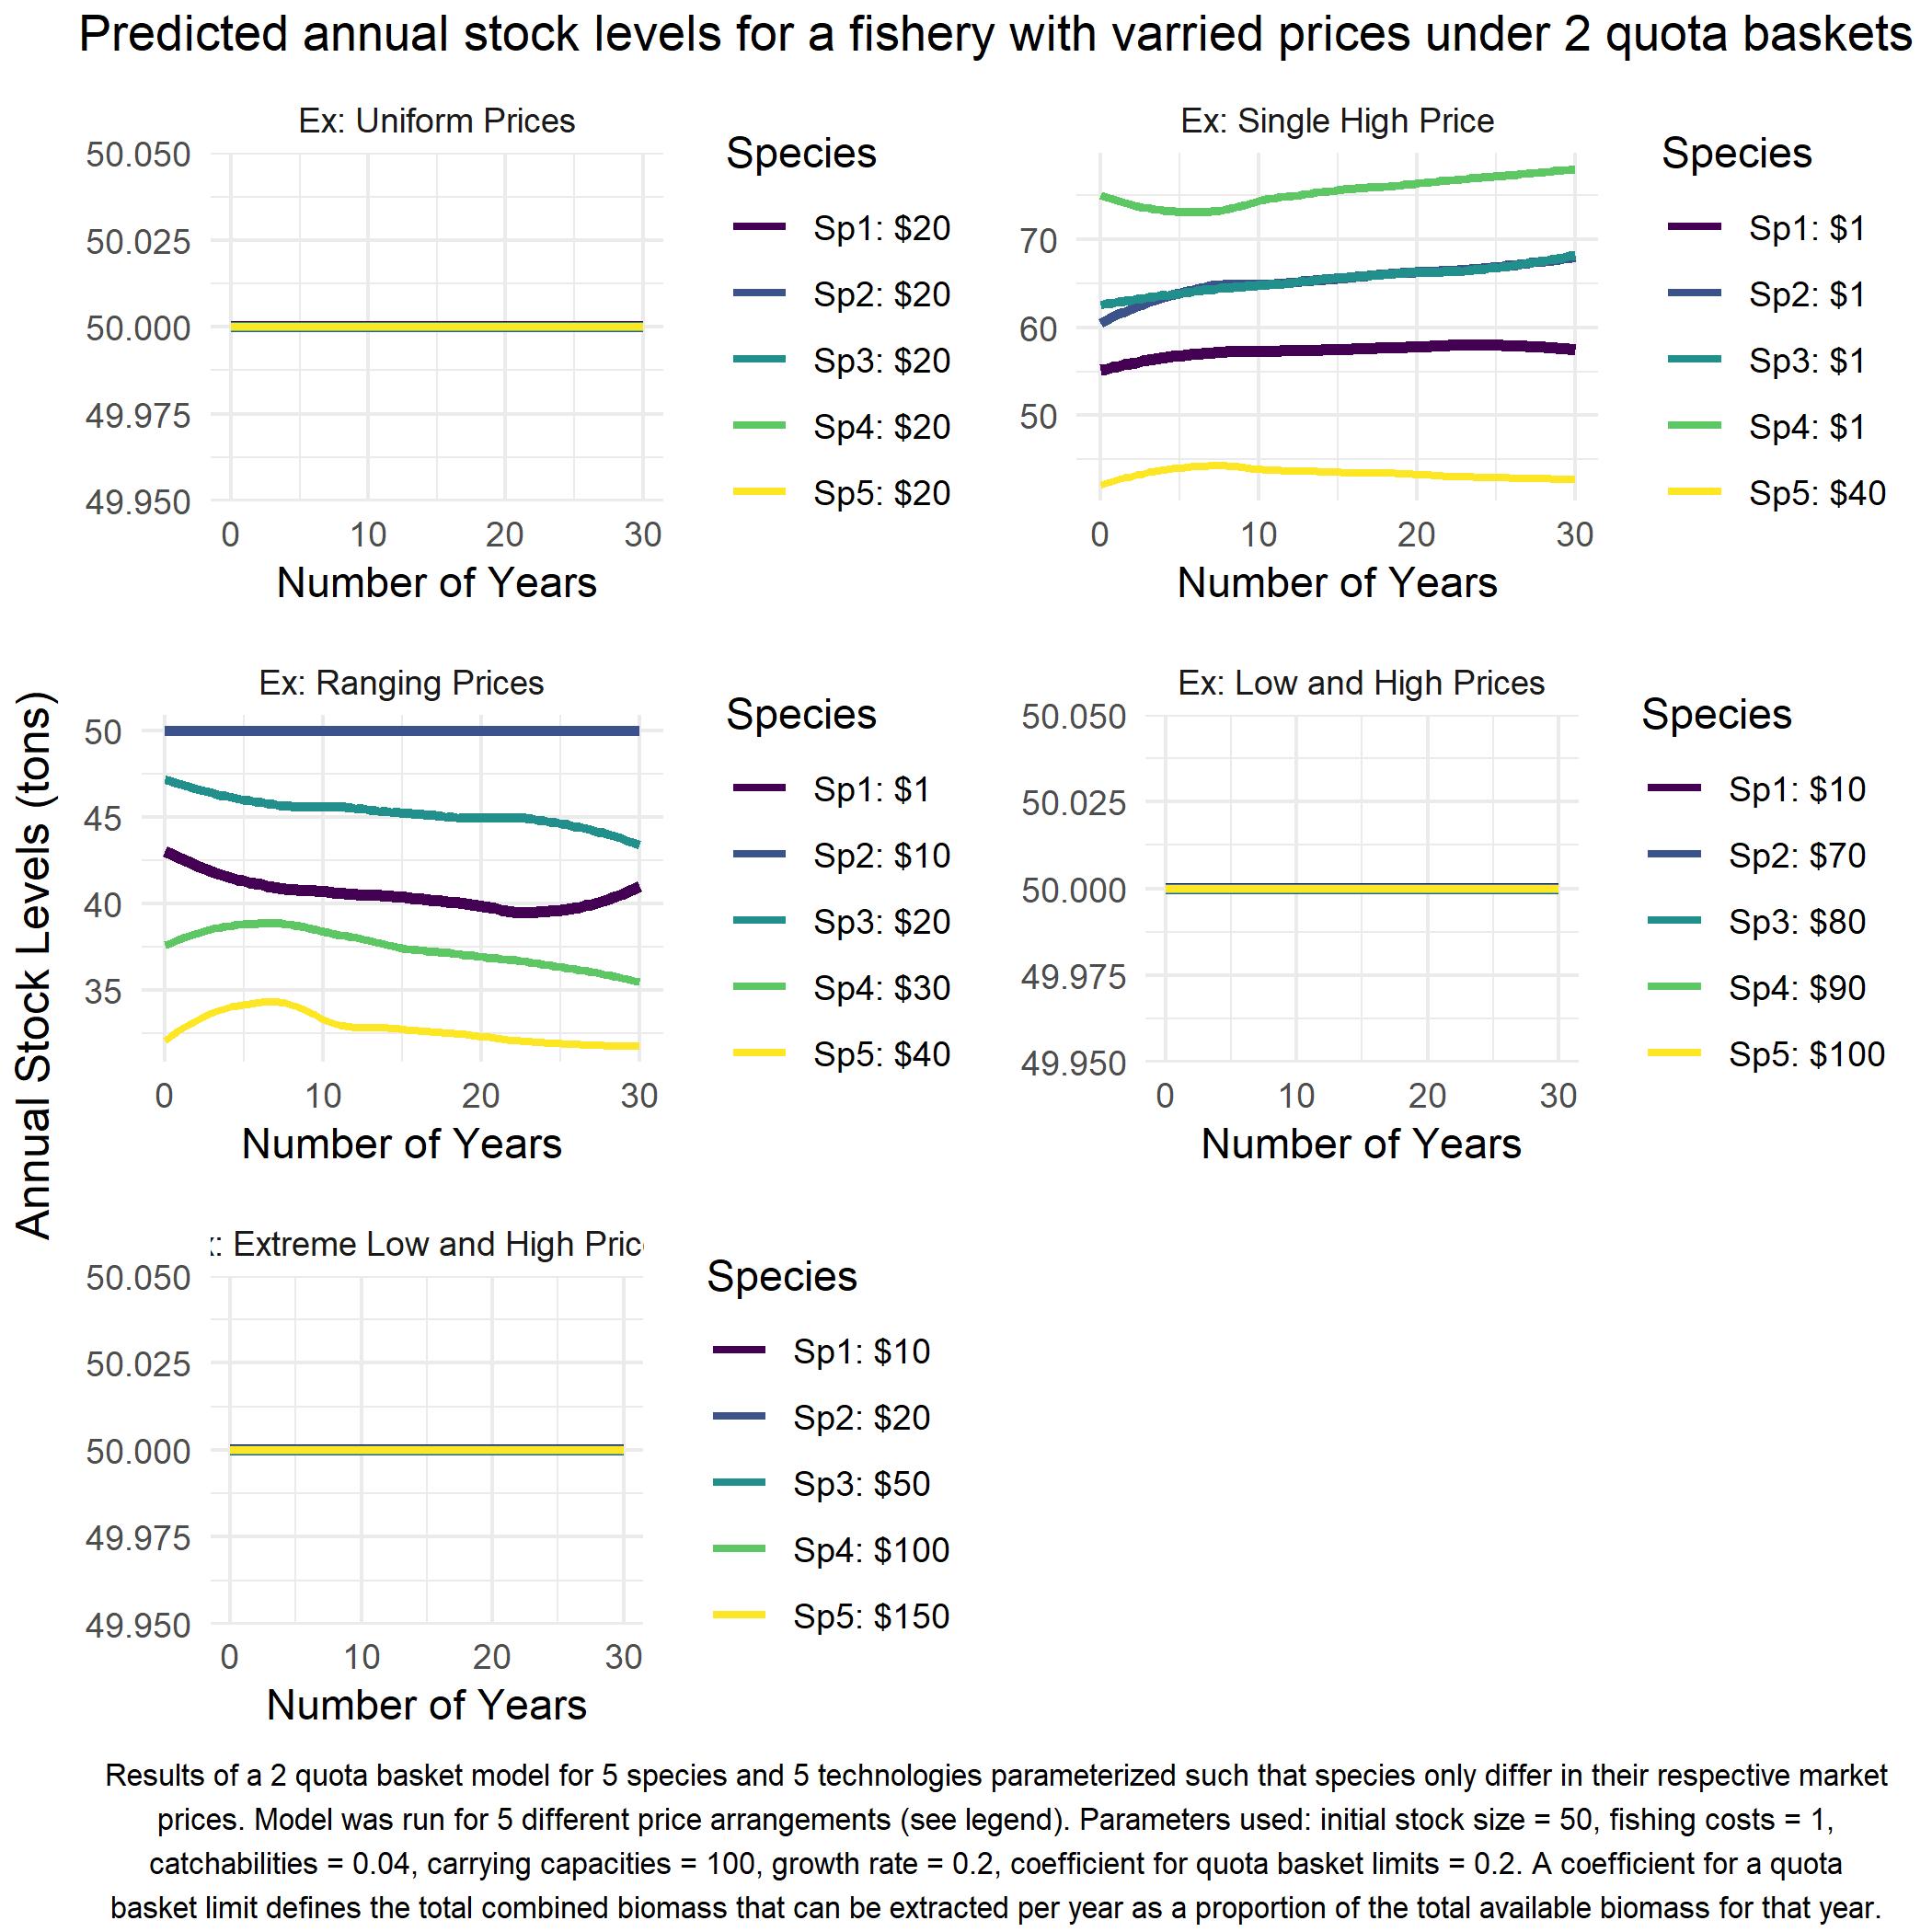 Predicted annual stock levels for a fishery with varried prices under 2 quota baskets
Annual Stock Levels (tons)
Ex: Uniform Prices
50.050
50.025
50.000
49.975
49.950
0 10 20 30
Number of Years
Species
Sp1: $20
Sp2: $20
Sp3: $20
Sp4: $20
Sp5: $20
Ex: Single High Price
70
60
50
0 10 20 30
Number of Years
Species
Sp1: $1
Sp2: $1
Sp3: $1
Sp4: $1
Sp5: $40
Ex: Ranging Prices
50
45
40
35
0 10 20 30
Number of Years
Species
Sp1: $1
Sp2: $10
Sp3: $20
Sp4: $30
Sp5: $40
Ex: Low and High Prices
50.050
50.025
50.000
49.975
49.950
0 10 20 30
Number of Years
Species
Sp1: $10
Sp2: $70
Sp3: $80
Sp4: $90
Sp5: $100
: Extreme Low and High Pric
50.050
50.025
50.000
49.975
49.950
0 10 20 30
Number of Years
Species
Sp1: $10
Sp2: $20
Sp3: $50
Sp4: $100
Sp5: $150
Results of a 2 quota basket model for 5 species and 5 technologies parameterized such that species only differ in their respective market
prices. Model was run for 5 different price arrangements (see legend). Parameters used: initial stock size = 50, fishing costs = 1,
catchabilities = 0.04, carrying capacities = 100, growth rate = 0.2, coefficient for quota basket limits = 0.2. A coefficient for a quota
basket limit defines the total combined biomass that can be extracted per year as a proportion of the total available biomass for that year.